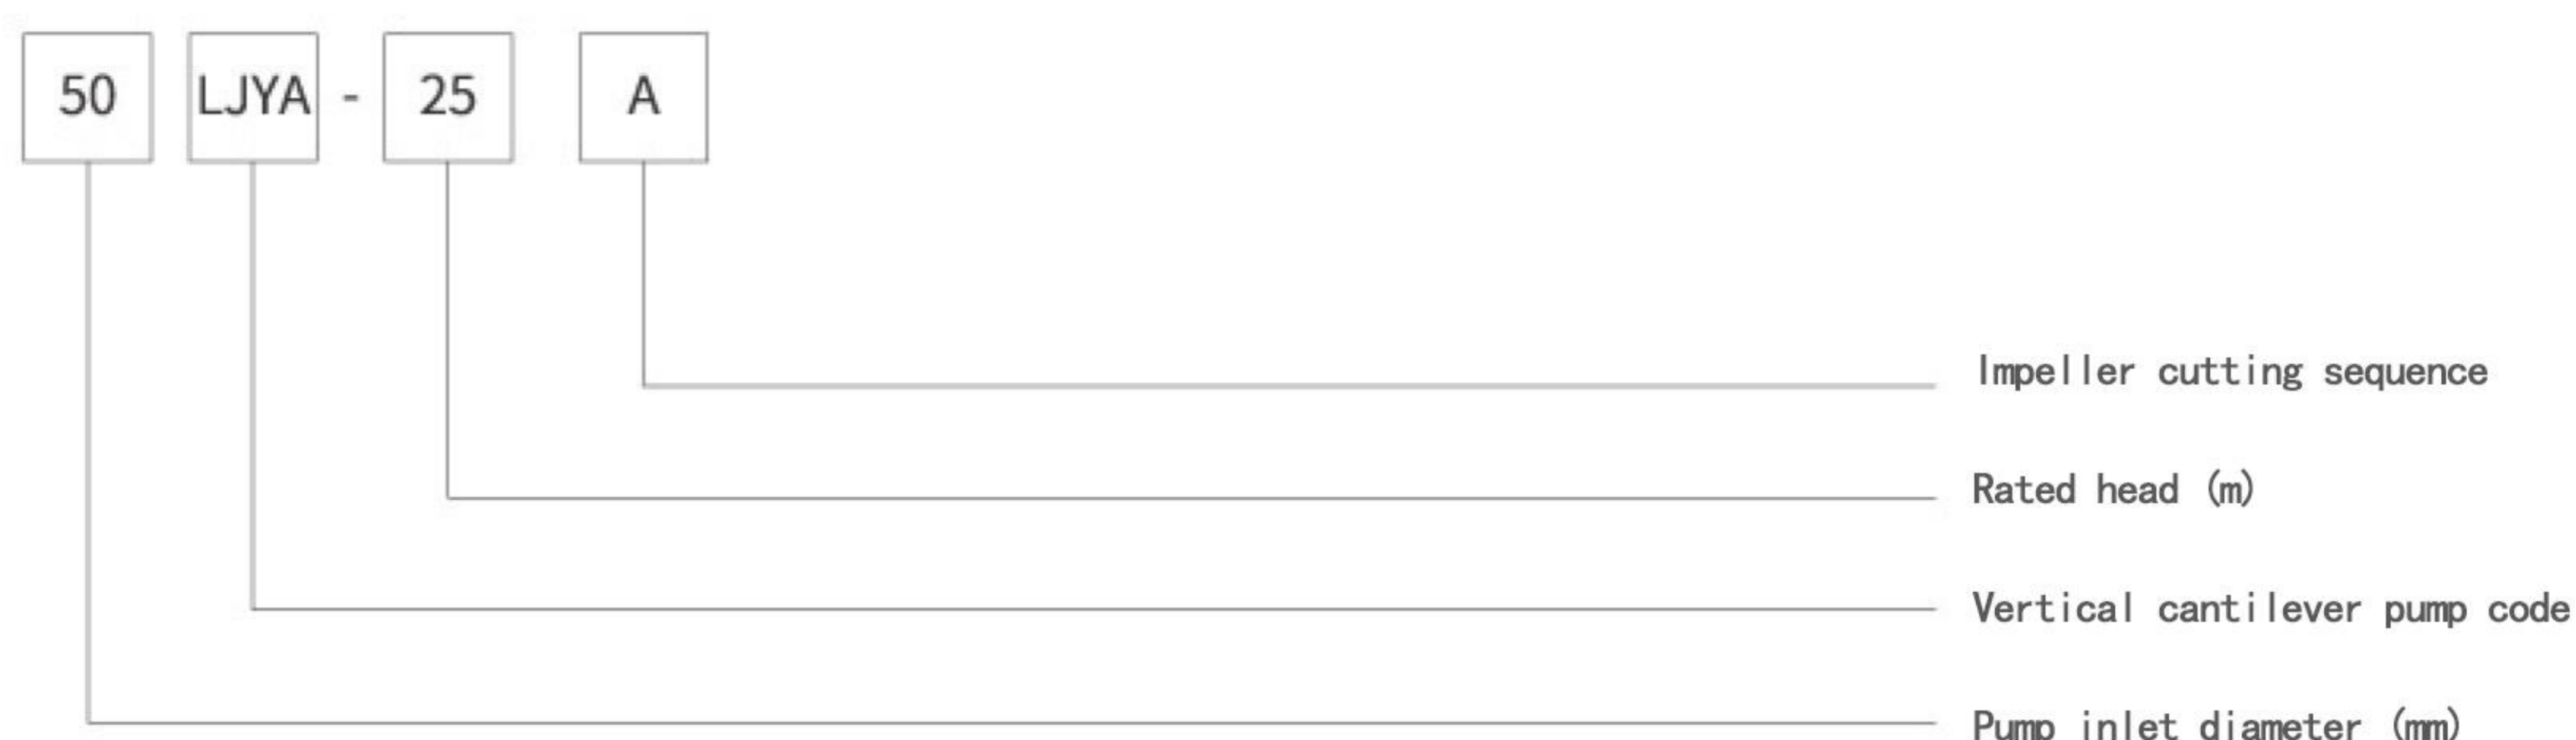 50 LJYA - 25 A
Impeller cutting sequence
Rated head (m)
Vertical cantilever pump code
Pump inlet diameter (mm)